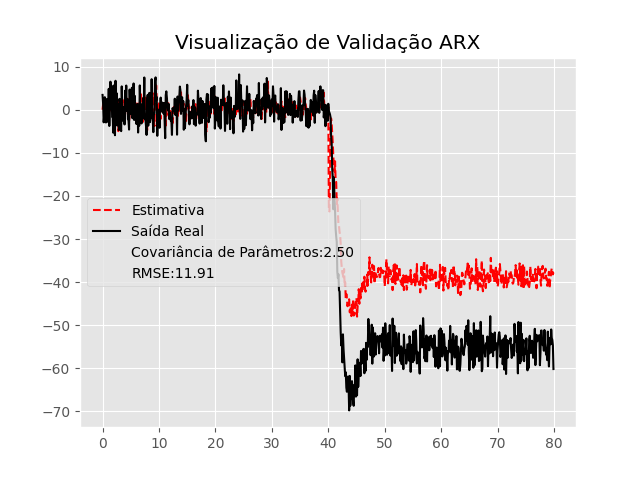 Visualização de Validação ARX
10
0
−10
−20
−30
−40
−50
−60
−70
Estimativa
Saída Real
Covariância de Parâmetros:2.50
RMSE:11.91
0 10 20 30 40 50 60 70 80